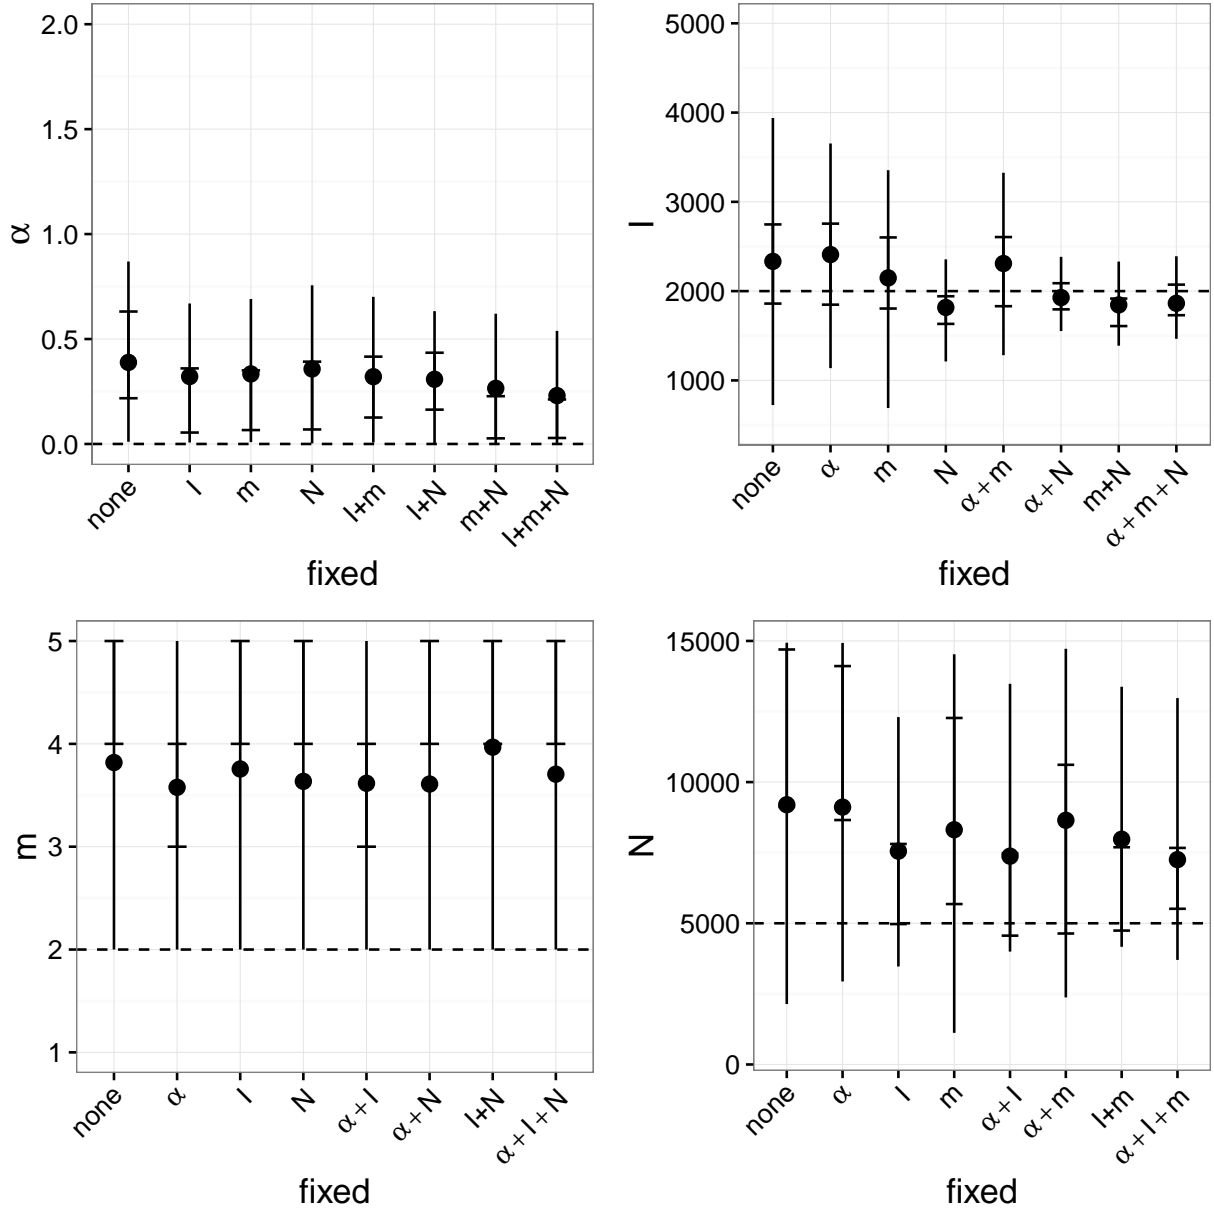 2.0
1.5
1.0
0.5
0.0
α
none
I
m
N
I+m
I+N
m+N
I+m+N
fixed
5000
4000
3000
2000
1000
I
none
α
m
N
α + m
α + N
m+N
α + m + N
fixed
5
4
3
2
1
m
none
α
I
N
α + I
α + N
I+N
α + I + N
fixed
15000
10000
5000
0
N
none
α
I
m
α + I
α + m
I+m
α + I + m
fixed